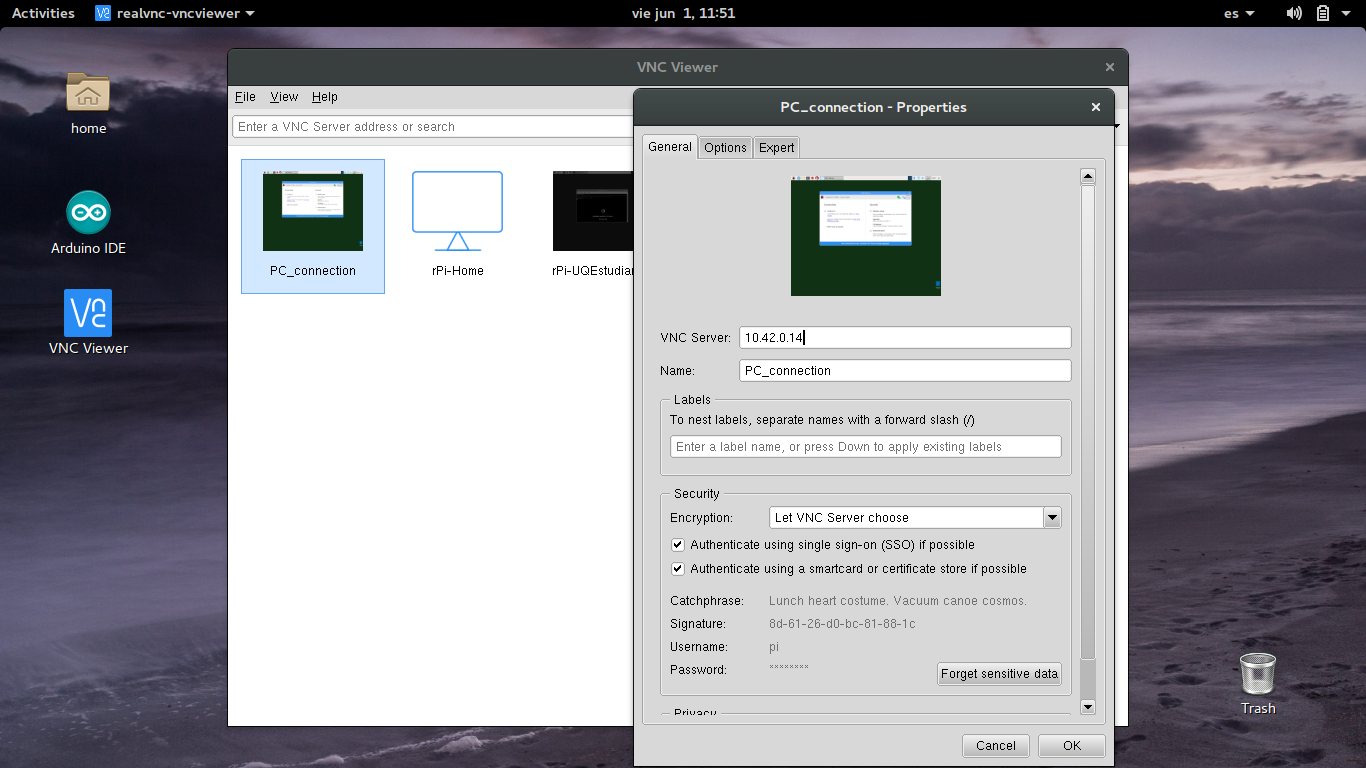 Activities realvnc-vncviewer vie jun 1, 11:51 es
home
Arduino IDE
VNC Viewer
VNC Viewer
File View Help
Enter a VNC Server address or search
PC_connection rPi-Home rPi-UQEstudian
PC_connection - Properties
General Options Expert
VNC Server: 10.42.0.14
Name: PC_connection
Labels
To nest labels, separate names with a forward slash (/)
Enter a label name, or press Down to apply existing labels
Security
Encryption: Let VNC Server choose
Authenticate using single sign-on (SSO) if possible
Authenticate using a smartcard or certificate store if possible
Catchphrase: Lunch heart costume. Vacuum canoe cosmos.
Signature: 8d-61-26-d0-bc-81-88-1c
Username: pi
Password: ********
Forget sensitive data
Privacy
Cancel OK
Trash